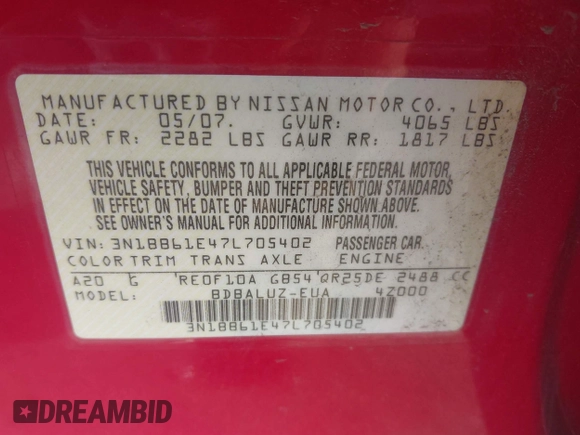 MANUFACTURED BY NISSAN MOTOR CO., LTD.
DATE: 05/07. GVWR: 4065 LBS
GAWR FR: 2282 LBS GAWR RR: 1817 LBS
THIS VEHICLE CONFORMS TO ALL APPLICABLE FEDERAL MOTOR
VEHICLE SAFETY, BUMPER AND THEFT PREVENTION STANDARDS
IN EFFECT ON THE DATE OF MANUFACTURE SHOWN ABOVE.
SEE OWNER'S MANUAL FOR ADDITIONAL INFORMATION.
VIN: 3N1BB61E47L705402 PASSENGER CAR.
COLOR TRIM TRANS AXLE ENGINE
A20 G RE0F10A GB54 QR25DE 2488 CC
MODEL: BDBALUZ-EUA 4Z000
3N1BB61E47L705402
DREAMBID